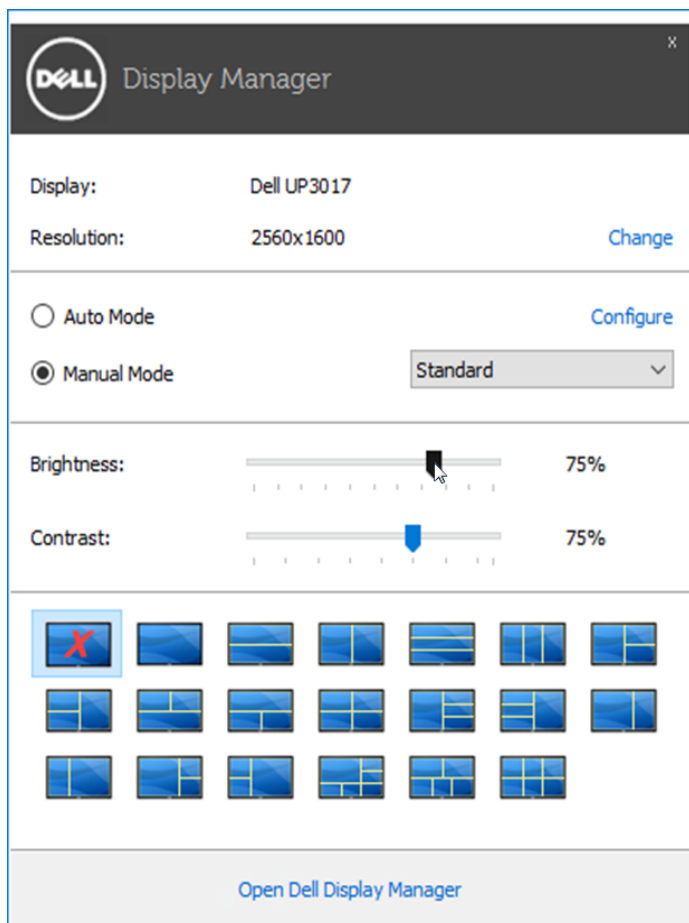 DELL Display Manager x
Display: Dell UP3017
Resolution: 2560x1600 Change
Auto Mode Configure
Manual Mode Standard
Brightness: 75%
Contrast: 75%
X
Open Dell Display Manager